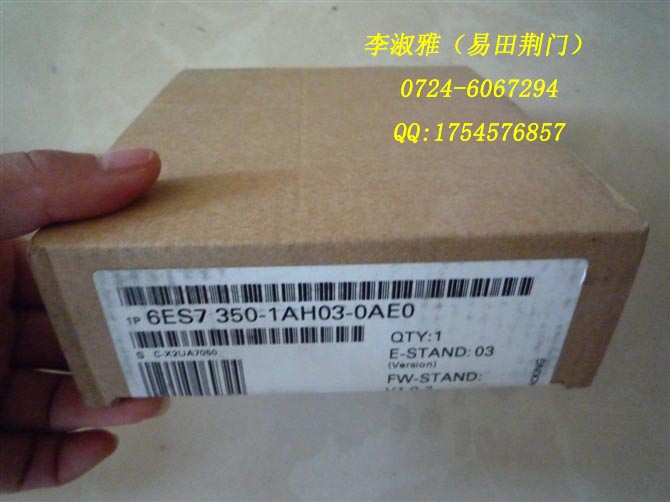 李淑雅（易田荆门）
0724-6067294
QQ:1754576857
1P 6ES7 350-1AH03-0AE0
S C-X2UA7050
QTY:1
E-STAND: 03
(Version)
FW-STAND: